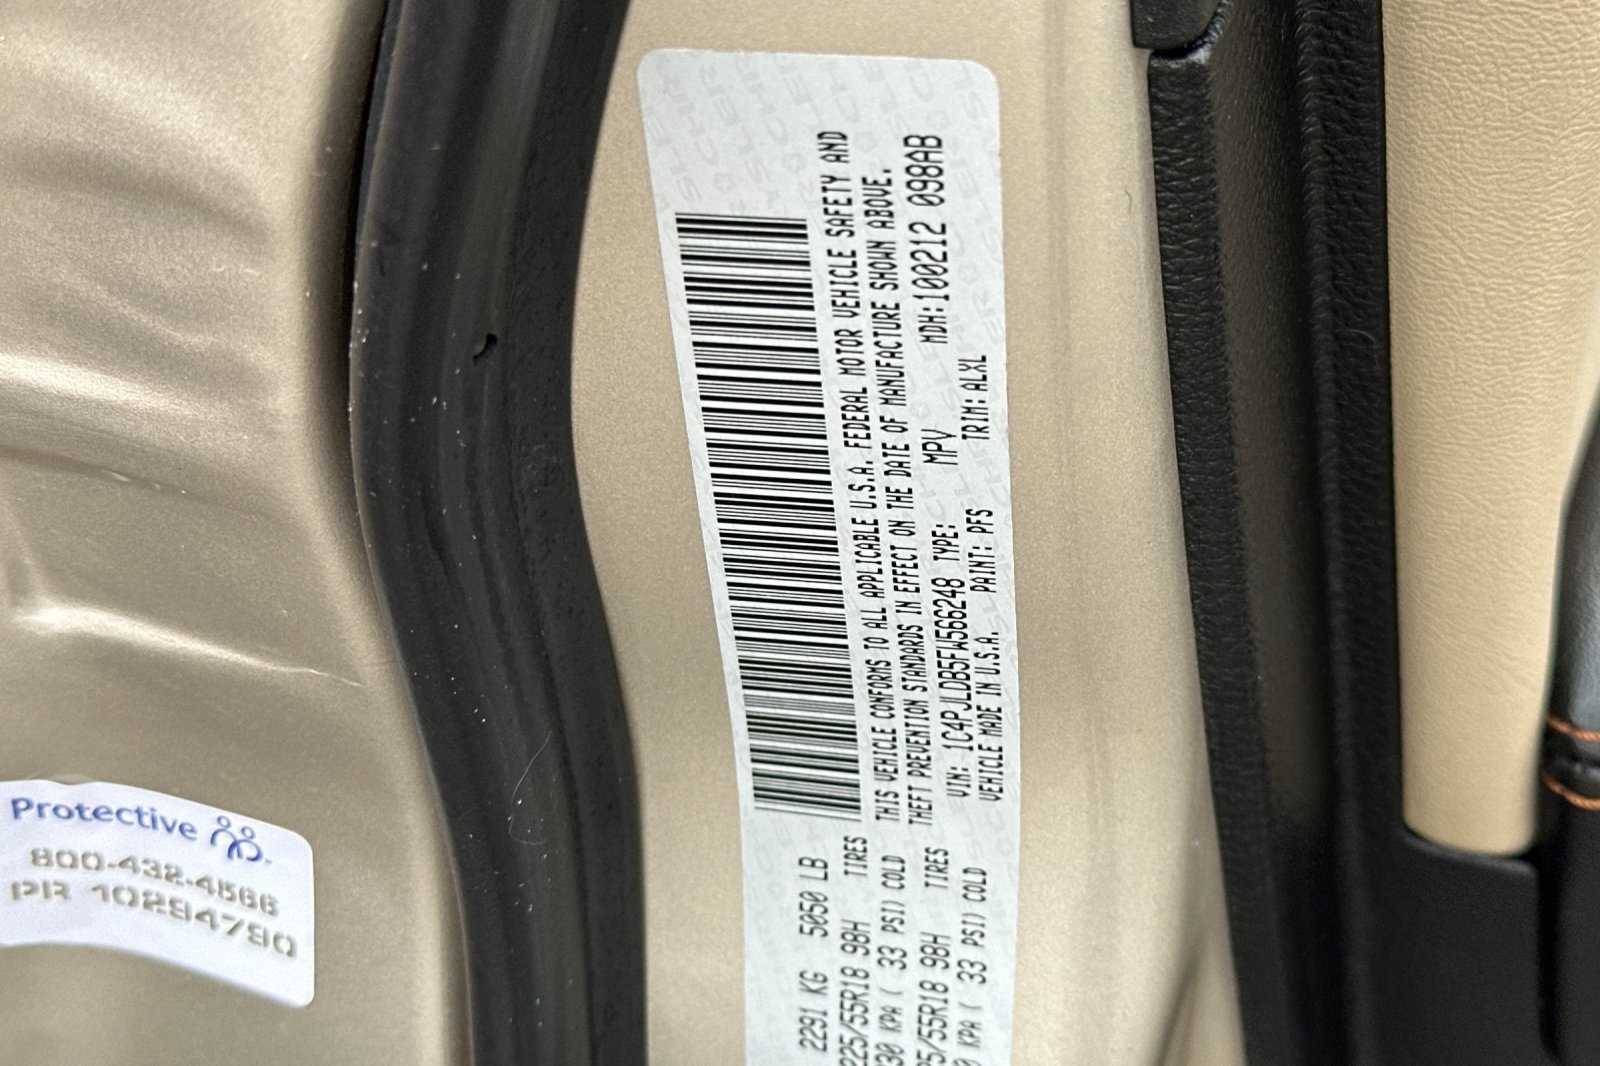 2291 KG 5050 LB
225/55R18 98H TIRES
KPA ( 33 PSI) COLD
55R18 98H TIRES
KPA ( 33 PSI) COLD
THIS VEHICLE CONFORMS TO ALL APPLICABLE U.S.A. FEDERAL MOTOR VEHICLE SAFETY AND
THEFT PREVENTION STANDARDS IN EFFECT ON THE DATE OF MANUFACTURE SHOWN ABOVE.
VIN: 1C4PJLDB5FW566248 TYPE: MPV MDH:100212 098AB
VEHICLE MADE IN U.S.A. PAINT: PFS TRIM: ALXL
Protective
800-432-4566
PR 10294790